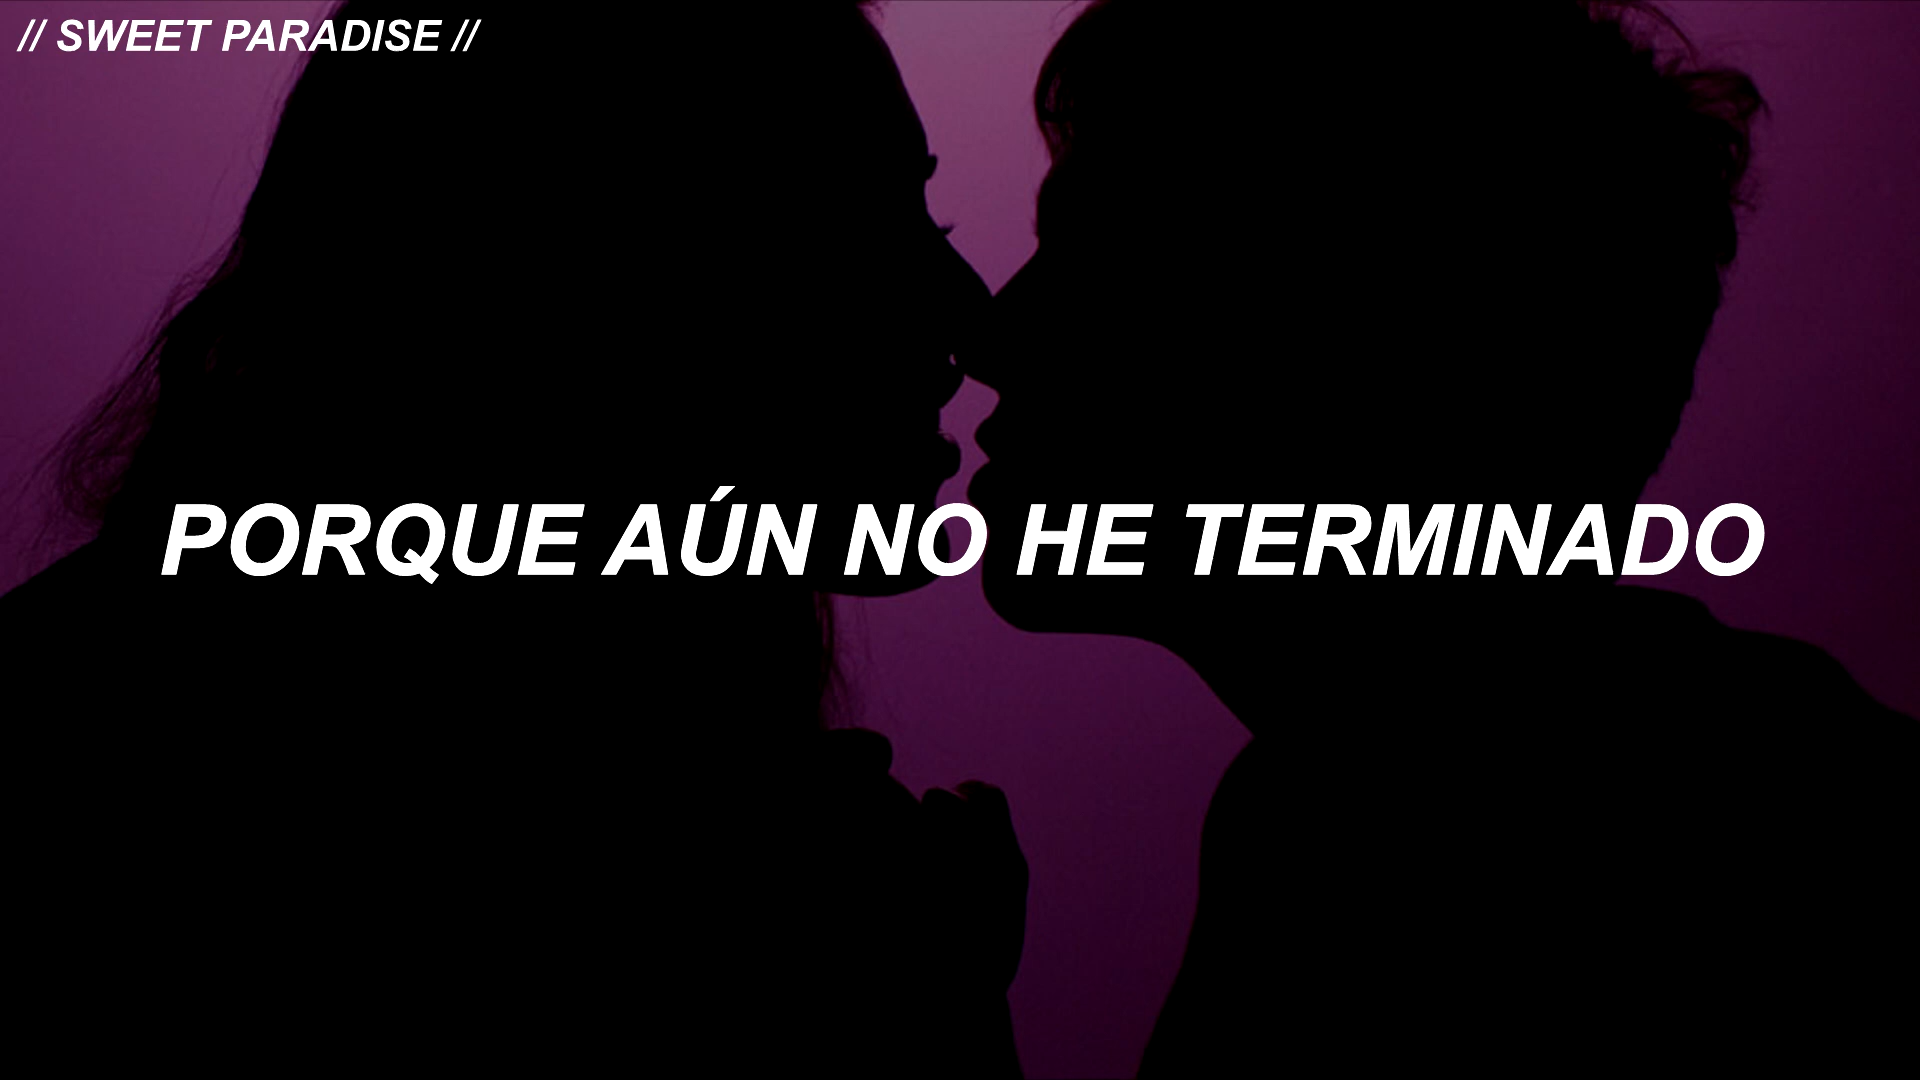 // SWEET PARADISE //
PORQUE AÚN NO HE TERMINADO